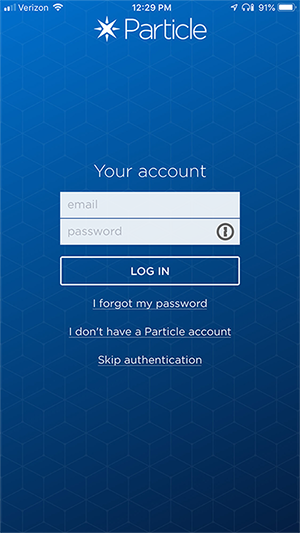 Verizon 12:29 PM 91%
Particle
Your account
email
password
LOG IN
I forgot my password
I don't have a Particle account
Skip authentication